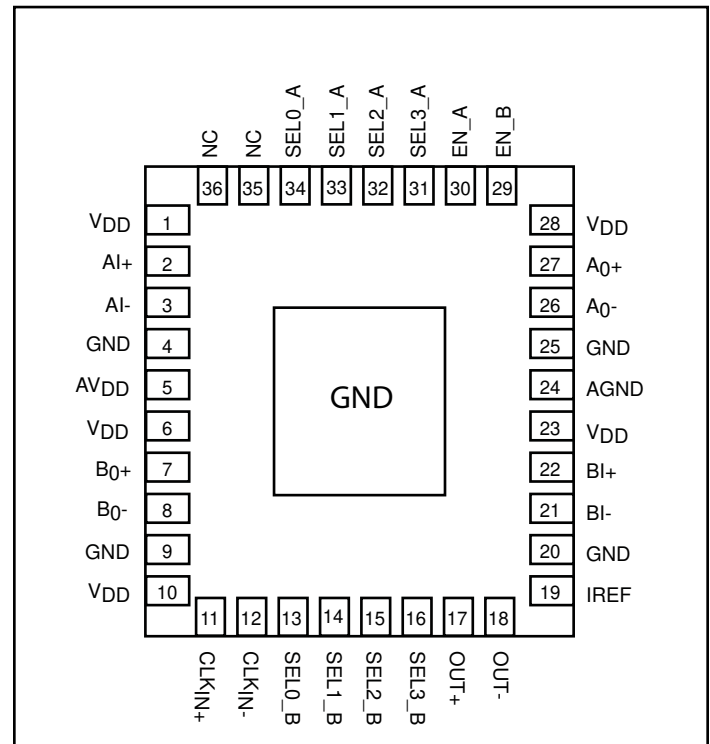 NC
NC
SEL0_A
SEL1_A
SEL2_A
SEL3_A
EN_A
EN_B
36 35 34 33 32 31 30 29
VDD 1
AI+ 2
AI- 3
GND 4
AVDD 5
VDD 6
B0+ 7
B0- 8
GND 9
VDD 10
GND
28 VDD
27 A0+
26 A0-
25 GND
24 AGND
23 VDD
22 BI+
21 BI-
20 GND
19 IREF
11 12 13 14 15 16 17 18
CLKIN+
CLKIN-
SEL0_B
SEL1_B
SEL2_B
SEL3_B
OUT+
OUT-